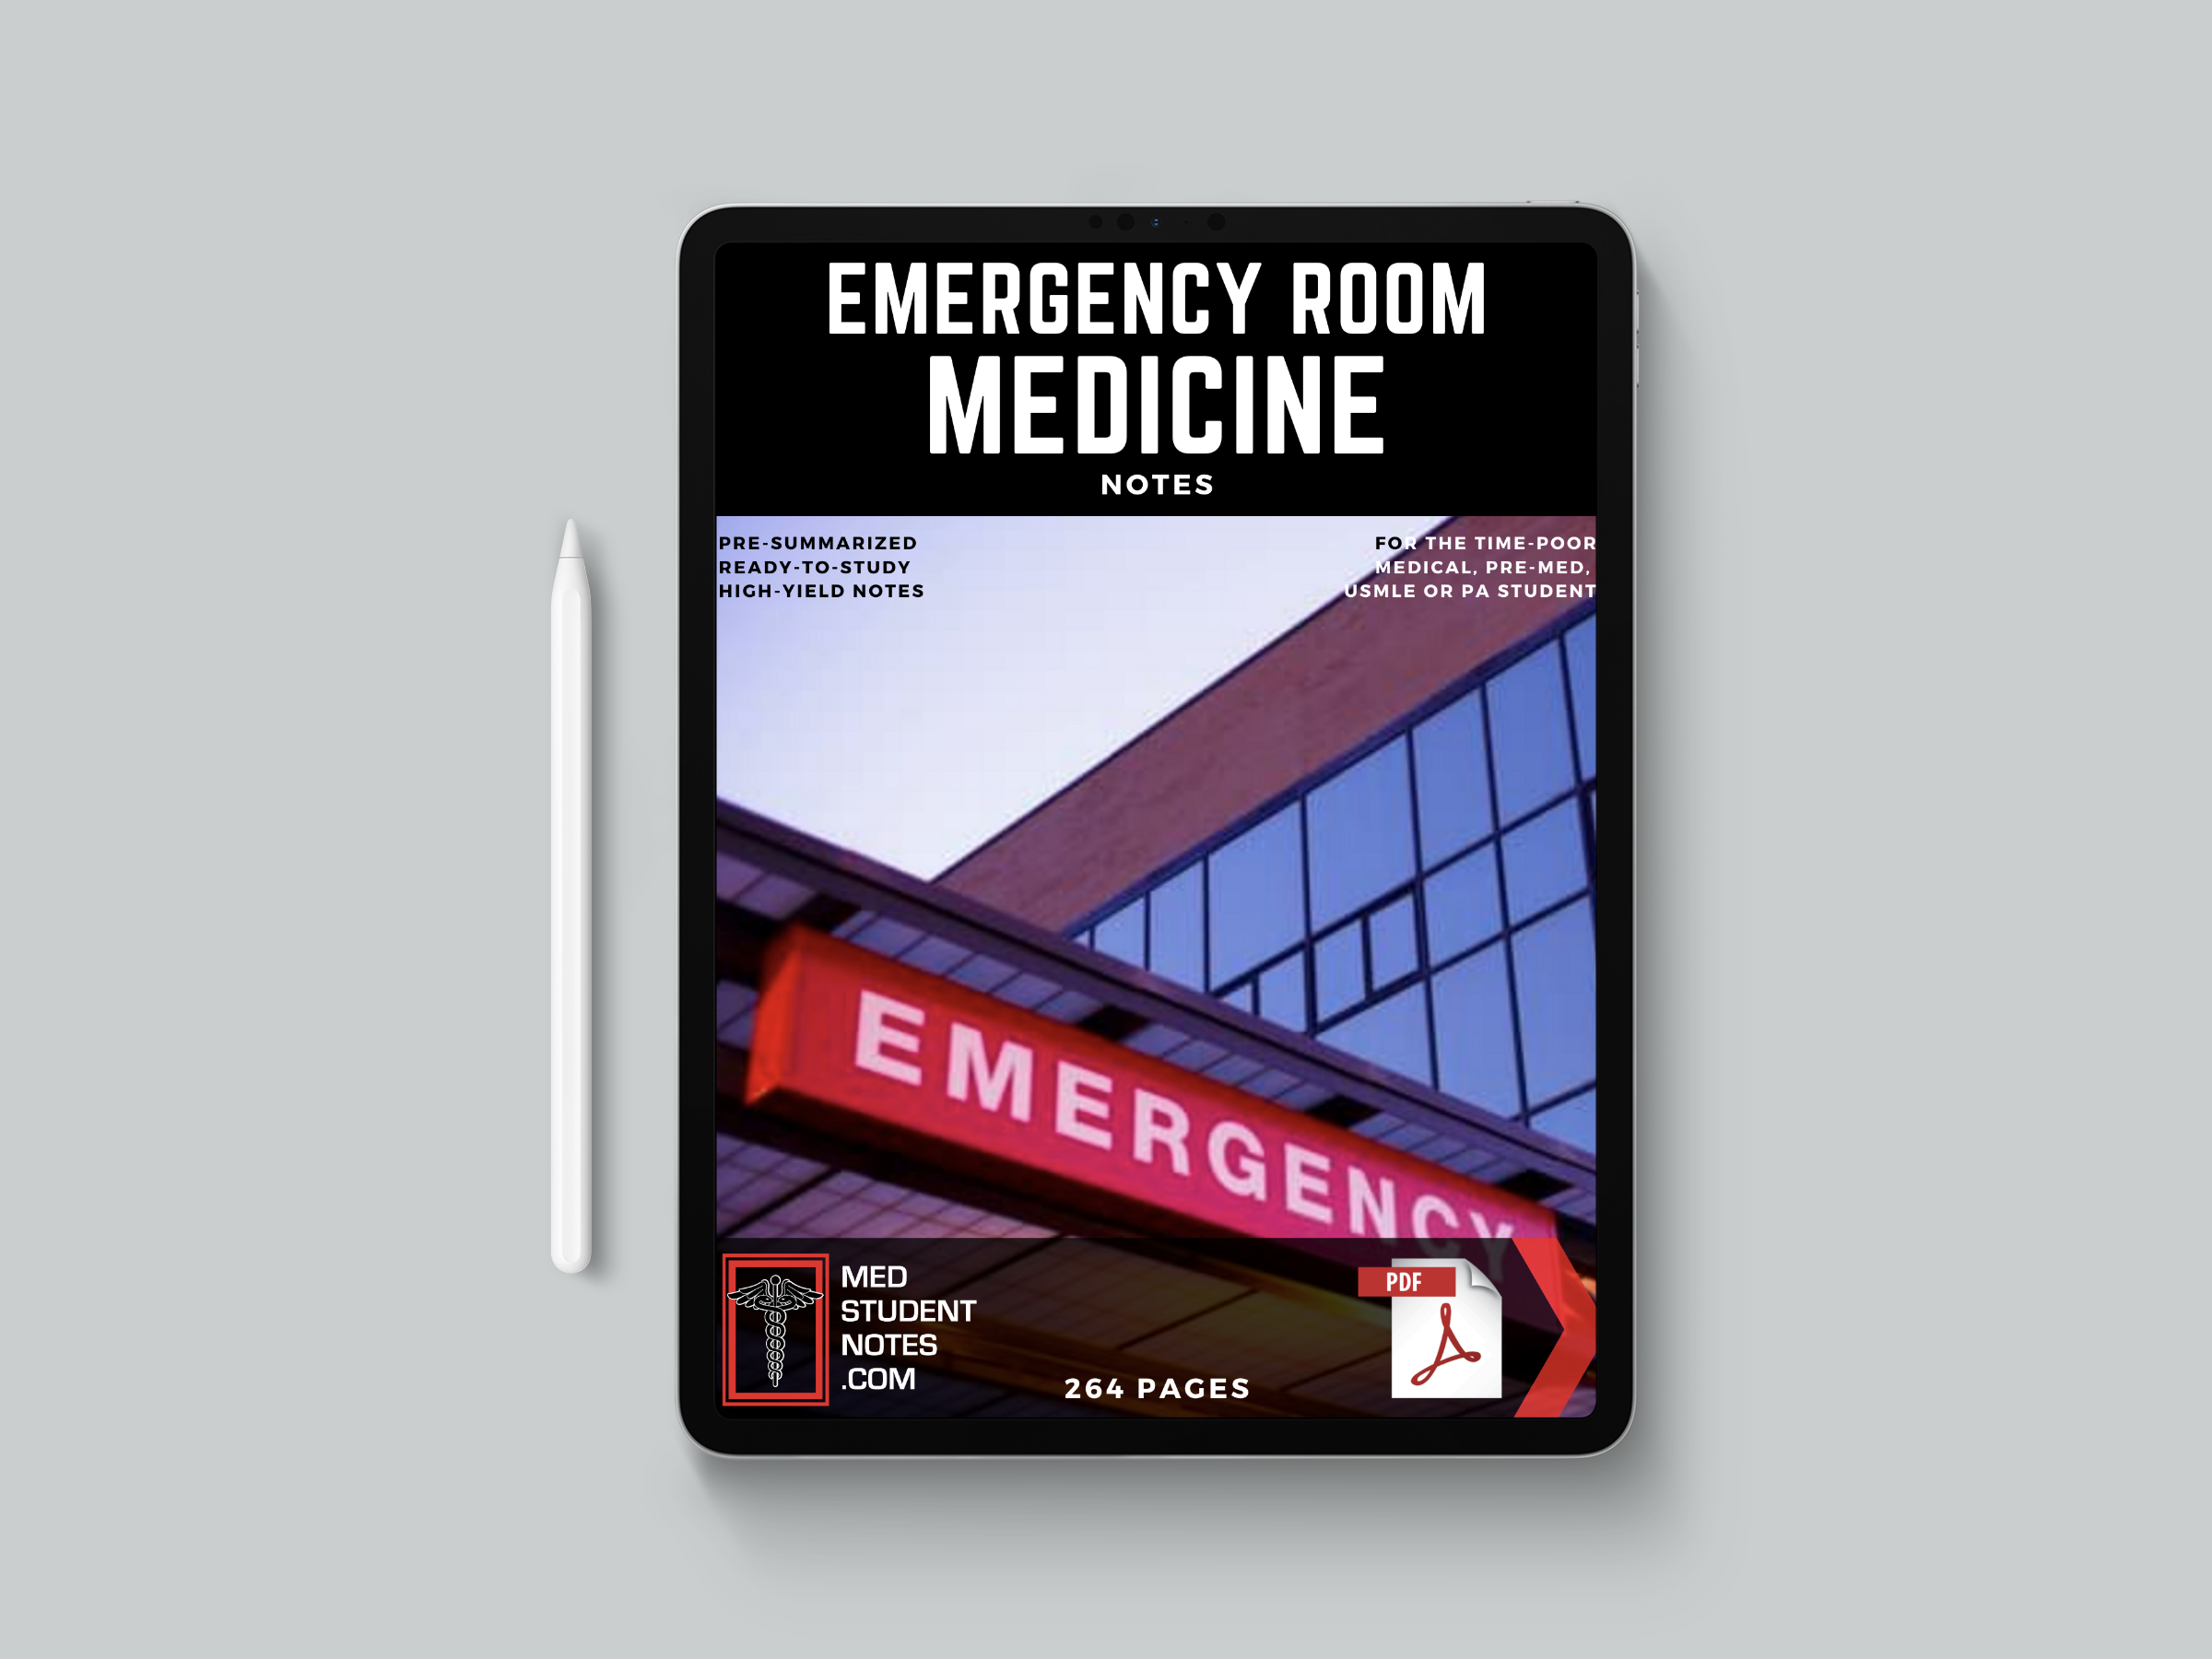 EMERGENCY ROOM
MEDICINE
NOTES
PRE-SUMMARIZED
READY-TO-STUDY
HIGH-YIELD NOTES
FOR THE TIME-POOR
MEDICAL, PRE-MED,
USMLE OR PA STUDENT
EMERGENCY
MED
STUDENT
NOTES
.COM
264 PAGES
PDF